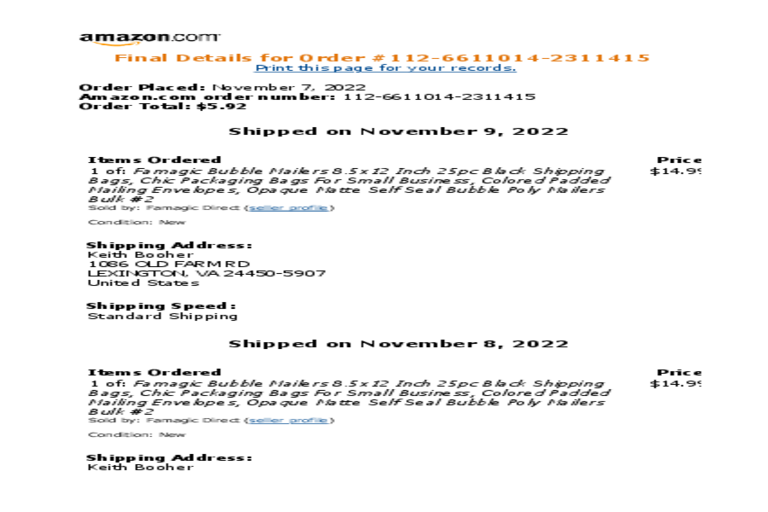 amazon.com
Final Details for Order #112-6611014-2311415
Print this page for your records.
Order Placed: November 7, 2022
Amazon.com order number: 112-6611014-2311415
Order Total: $5.92
Shipped on November 9, 2022
Items Ordered Price
1 of: Famagic Bubble Mailers 8.5x12 Inch 25pc Black Shipping $14.99
Bags, Chic Packaging Bags For Small Business, Colored Padded
Mailing Envelopes, Opaque Matte Self Seal Bubble Poly Mailers
Bulk #2
Sold by: Famagic Direct (seller profile)
Condition: New
Shipping Address:
Keith Booher
1086 OLD FARM RD
LEXINGTON, VA 24450-5907
United States
Shipping Speed:
Standard Shipping
Shipped on November 8, 2022
Items Ordered Price
1 of: Famagic Bubble Mailers 8.5x12 Inch 25pc Black Shipping $14.99
Bags, Chic Packaging Bags For Small Business, Colored Padded
Mailing Envelopes, Opaque Matte Self Seal Bubble Poly Mailers
Bulk #2
Sold by: Famagic Direct (seller profile)
Condition: New
Shipping Address:
Keith Booher